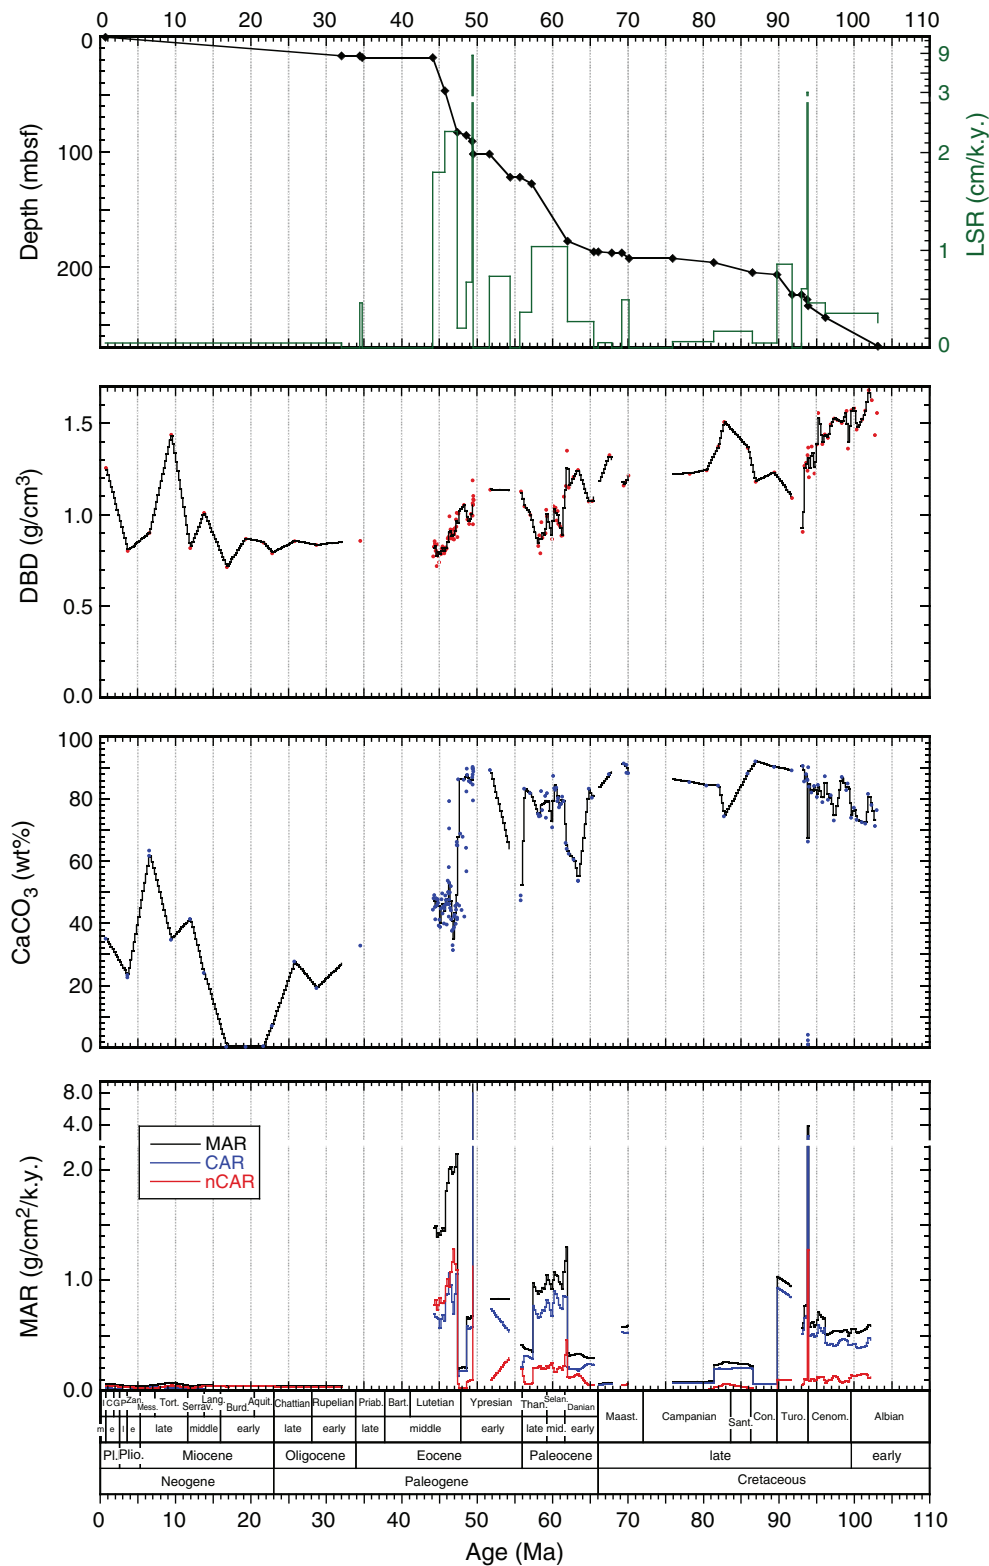 0 10 20 30 40 50 60 70 80 90 100 110
0
100
200
Depth (mbsf)
9
3
2
1
0
LSR (cm/k.y.)
1.5
1.0
0.5
0.0
DBD (g/cm3)
100
80
60
40
20
0
CaCO3 (wt%)
8.0
4.0
2.0
1.0
0.0
MAR (g/cm2/k.y.)
MAR
CAR
nCAR
Mess. Tort. Serrav. Burd. Aquit. Chattian Rupelian Priab. Bart. Lutetian Ypresian Than. Selan. Danian Maast. Campanian Sant. Con. Turo. Cenom. Albian
m e l e late middle early late early late middle early late mid. early
Pl. Plio. Miocene Oligocene Eocene Paleocene late early
Neogene Paleogene Cretaceous
0 10 20 30 40 50 60 70 80 90 100 110
Age (Ma)